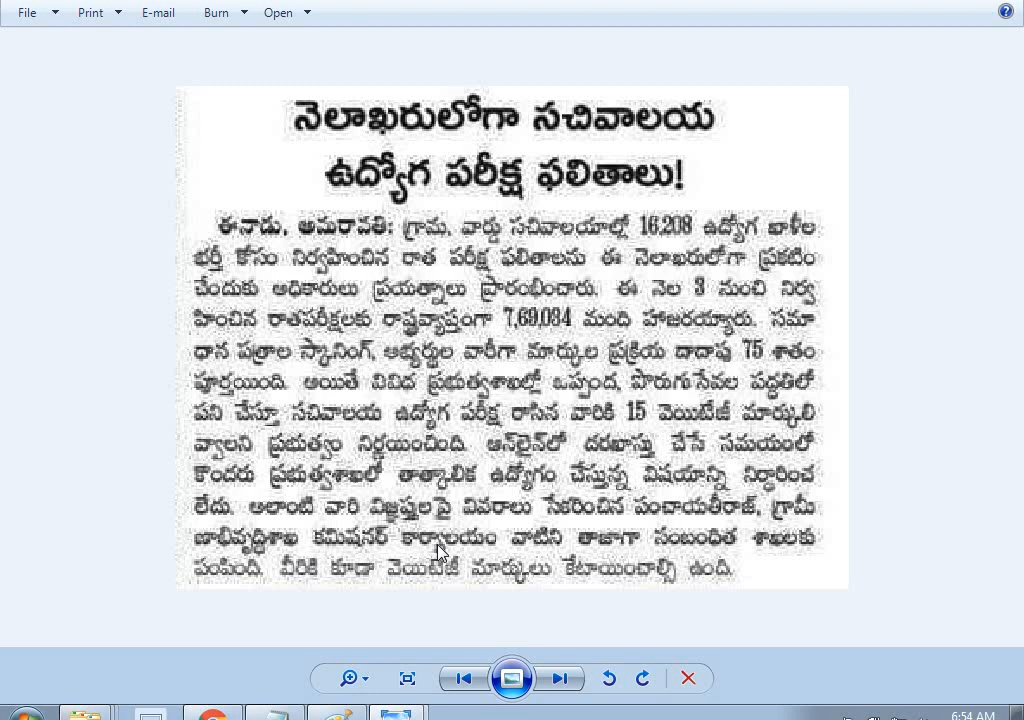 File Print E-mail Burn Open
నెలాఖరులోగా సచివాలయ
ఉద్యోగ పరీక్ష ఫలితాలు!
ఈనాడు, అమరావతి: గ్రామ, వార్డు సచివాలయాల్లో 16,208 ఉద్యోగ ఖాళీల
భర్తీ కోసం నిర్వహించిన రాత పరీక్ష ఫలితాలను ఈ నెలాఖరులోగా ప్రకటిం
చేందుకు అధికారులు ప్రయత్నాలు ప్రారంభించారు. ఈ నెల 3 నుంచి నిర్వ
హించిన రాతపరీక్షలకు రాష్ట్రవ్యాప్తంగా 7,69,034 మంది హాజరయ్యారు. సమా
ధాన పత్రాల స్కానింగ్, అభ్యర్థుల వారీగా మార్కుల ప్రక్రియ దాదాపు 75 శాతం
పూర్తయింది. అయితే వివిధ ప్రభుత్వశాఖల్లో ఒప్పంద, పొరుగుసేవల పద్ధతిలో
పని చేస్తూ సచివాలయ ఉద్యోగ పరీక్ష రాసిన వారికి 15 వెయిటేజీ మార్కులి
వ్వాలని ప్రభుత్వం నిర్ణయించింది. ఆన్‌లైన్‌లో దరఖాస్తు చేసే సమయంలో
కొందరు ప్రభుత్వశాఖలో తాత్కాలిక ఉద్యోగం చేస్తున్న విషయాన్ని నిర్ధారించ
లేదు. అలాంటి వారి విజ్ఞప్తులపై వివరాలు సేకరించిన పంచాయతీరాజ్, గ్రామీ
ణాభివృద్ధిశాఖ కమిషనర్ కార్యాలయం వాటిని తాజాగా సంబంధిత శాఖలకు
పంపింది. వీరికి కూడా వెయిటేజీ మార్కులు కేటాయించాల్సి ఉంది.
6:54 AM